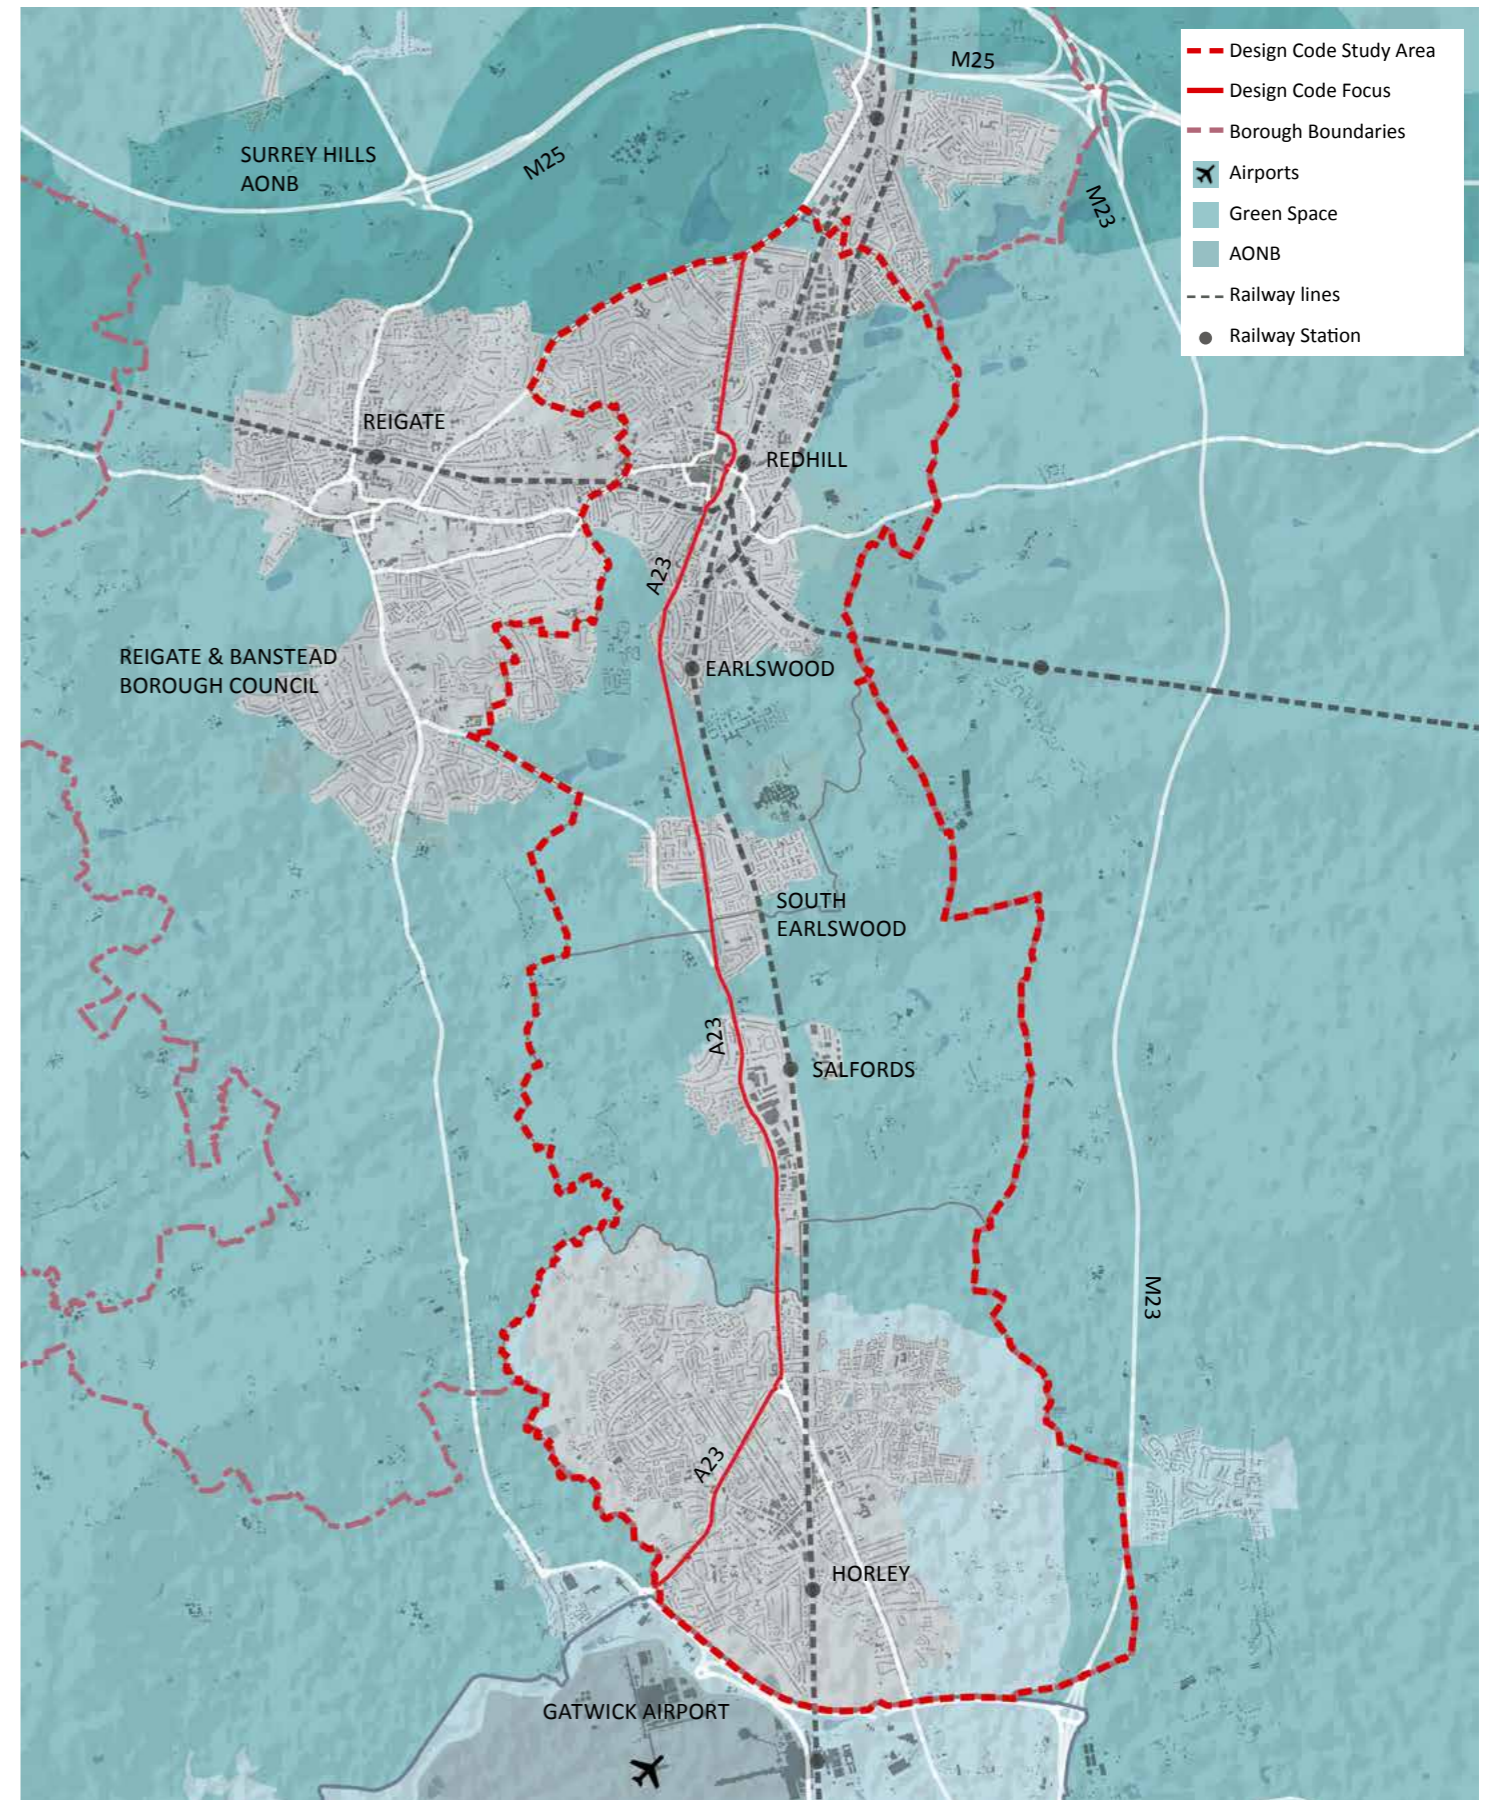 M25
Design Code Study Area
Design Code Focus
Borough Boundaries
Airports
Green Space
AONB
Railway lines
Railway Station
SURREY HILLS
AONB
M25
M23
REIGATE
REDHILL
A23
REIGATE & BANSTEAD
BOROUGH COUNCIL
EARLSWOOD
SOUTH
EARLSWOOD
A23
SALFORDS
M23
A23
HORLEY
GATWICK AIRPORT